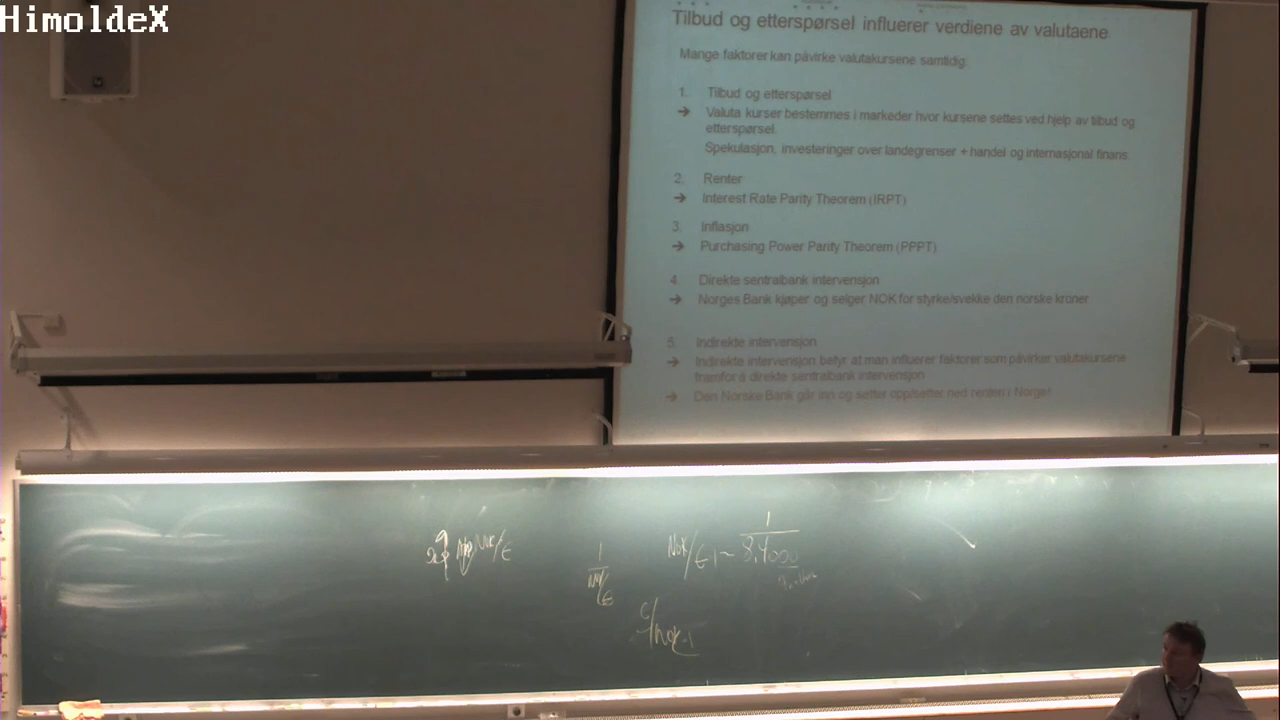 HimoldeX
Tilbud og etterspørsel influerer verdiene av valutaene
Mange faktorer kan påvirke valutakursene samtidig.
1. Tilbud og etterspørsel
➔ Valuta kurser bestemmes i markeder hvor kursene settes ved hjelp av tilbud og
etterspørsel.
Spekulasjon, investeringer over landegrenser + handel og internasjonal finans.
2. Renter
➔ Interest Rate Parity Theorem (IRPT)
3. Inflasjon
➔ Purchasing Power Parity Theorem (PPPT)
4. Direkte sentralbank intervensjon
➔ Norges Bank kjøper og selger NOK for styrke/svekke den norske kroner
5. Indirekte intervensjon
➔ Indirekte intervensjon betyr at man influerer faktorer som påvirker valutakursene
framfor å direkte sentralbank intervensjon
➔ Den Norske Bank går inn og setter opp/setter ned renten i Norge!
NOK/€
1
NOK/€
NOK/€
1
8,4000
€/NOK